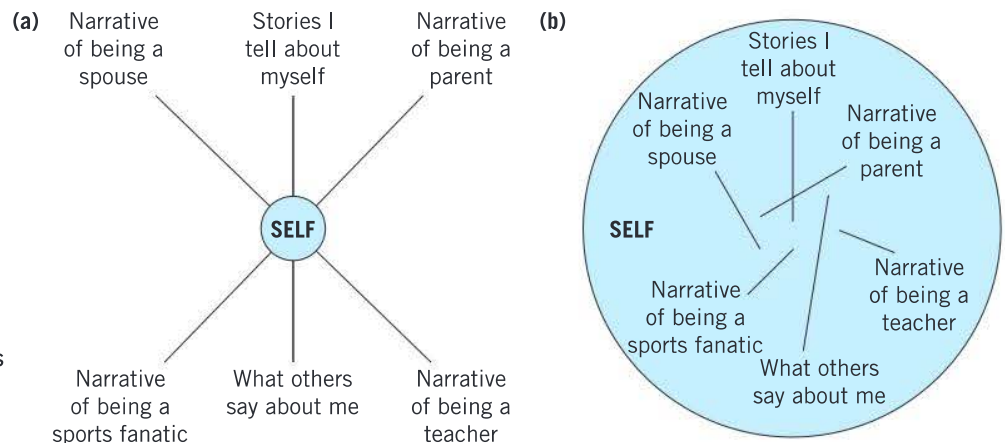 (a)
Narrative
of being a
spouse
Stories I
tell about
myself
Narrative
of being a
parent
SELF
s
Narrative
of being a
sports fanatic
What others
say about me
Narrative
of being a
teacher
(b)
Stories I
tell about
myself
Narrative
of being a
spouse
Narrative
of being a
parent
SELF
Narrative
of being a
sports fanatic
Narrative
of being a
teacher
What others
say about me